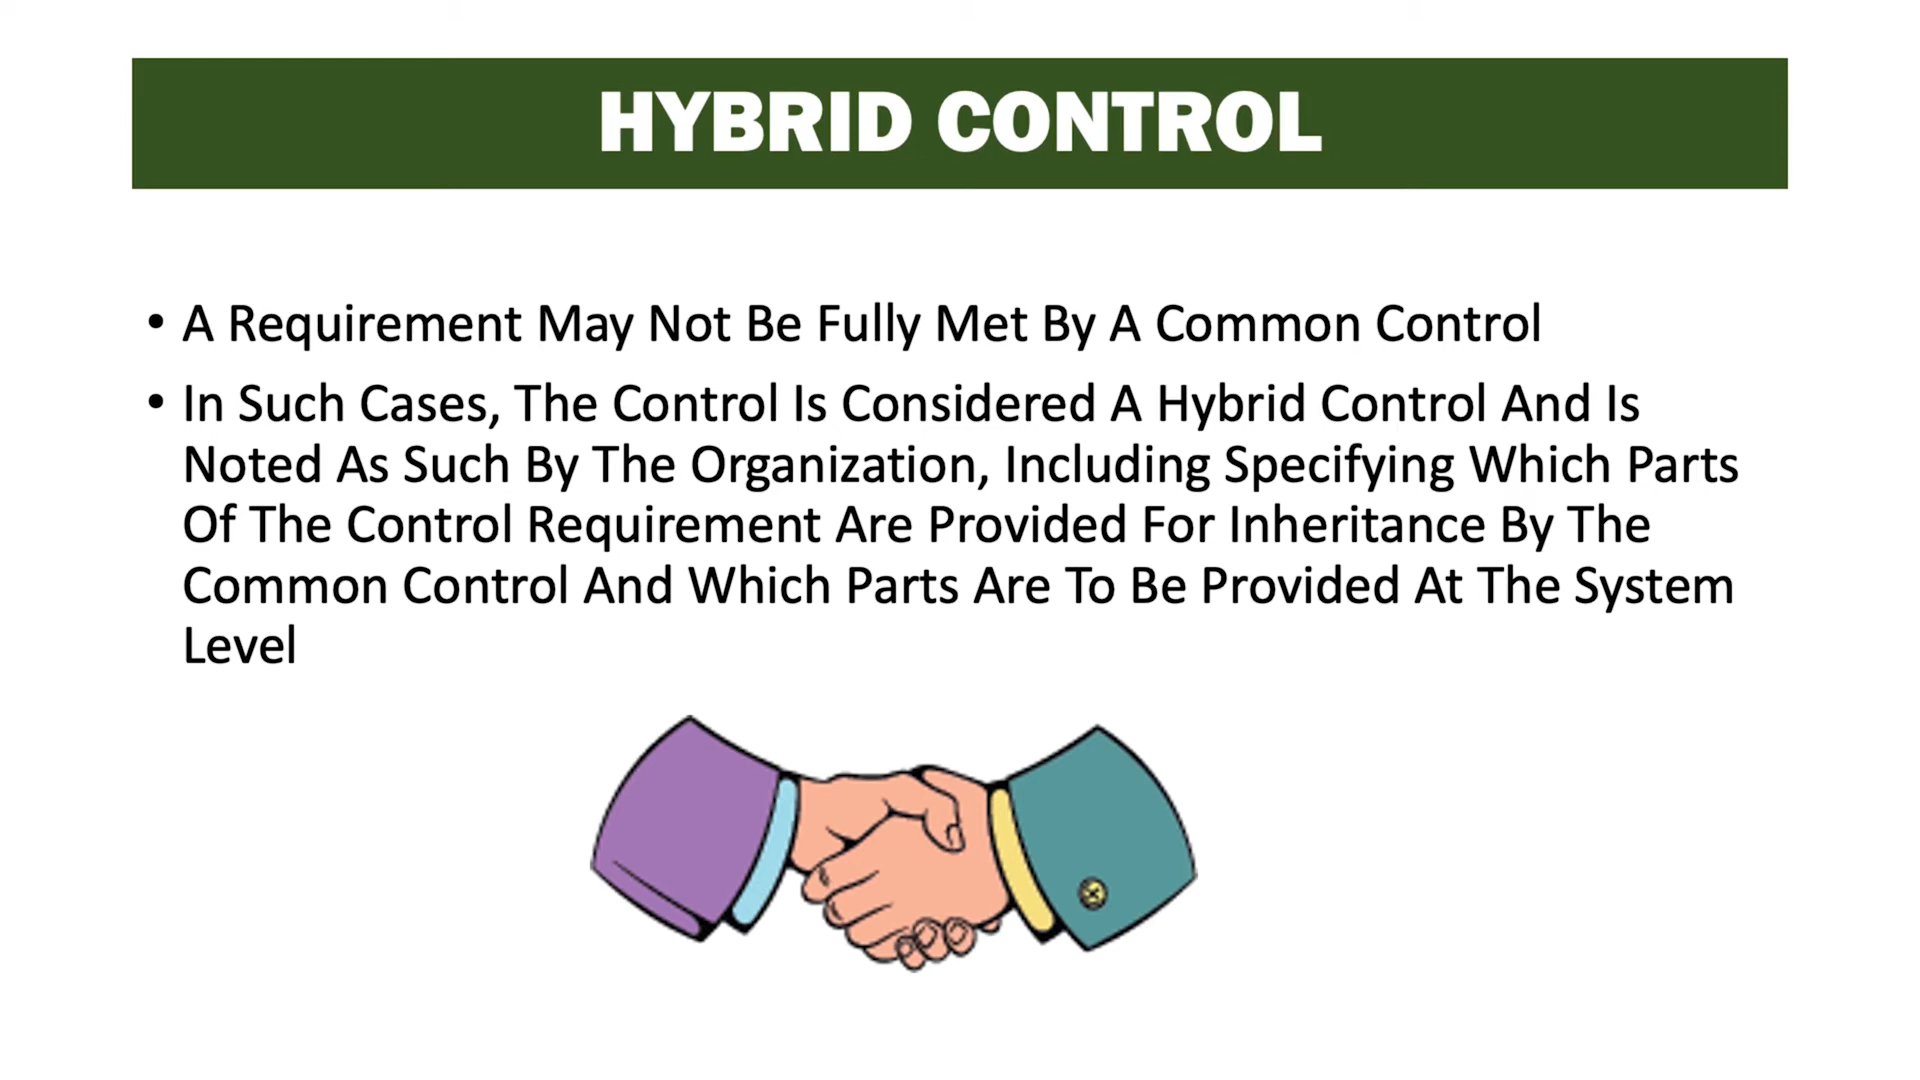 HYBRID CONTROL
• A Requirement May Not Be Fully Met By A Common Control
• In Such Cases, The Control Is Considered A Hybrid Control And Is
Noted As Such By The Organization, Including Specifying Which Parts
Of The Control Requirement Are Provided For Inheritance By The
Common Control And Which Parts Are To Be Provided At The System
Level